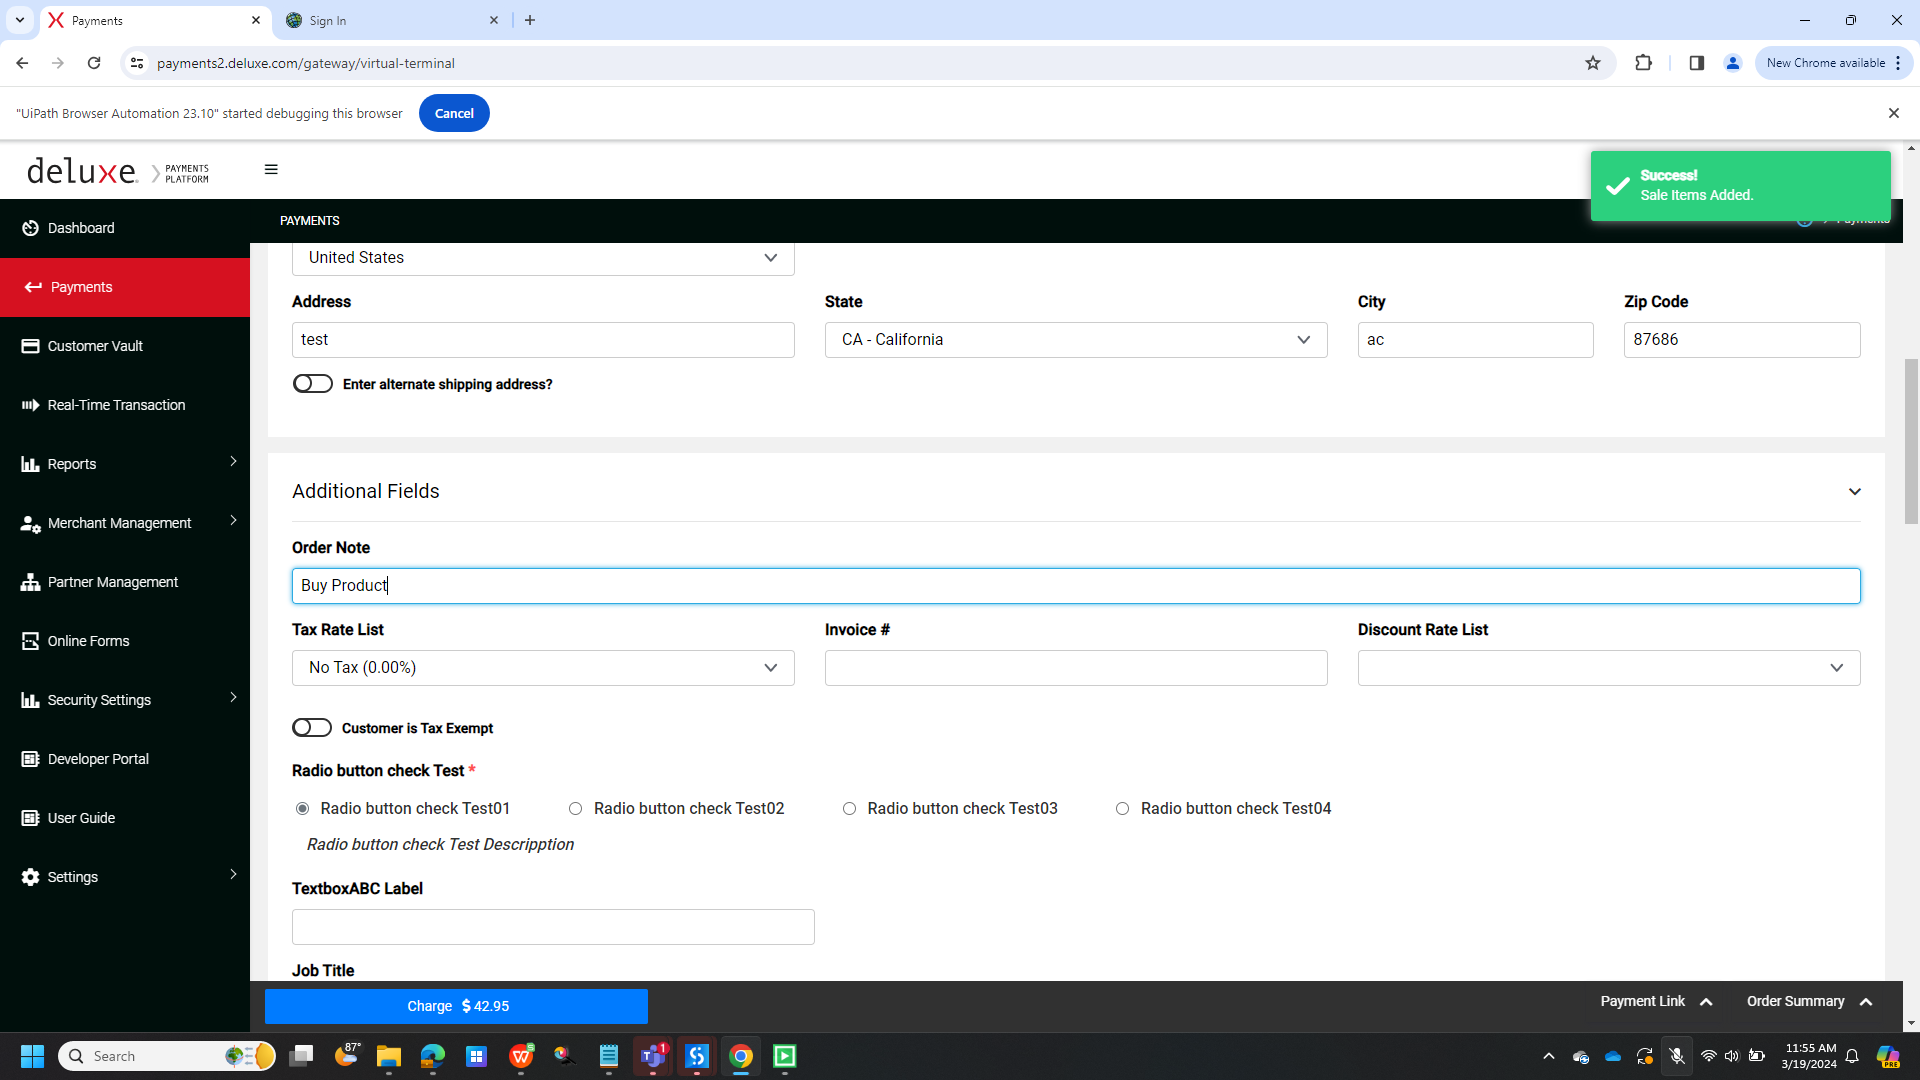 Payments
Sign In
payments2.deluxe.com/gateway/virtual-terminal
New Chrome available
"UiPath Browser Automation 23.10" started debugging this browser
Cancel
deluxe.
PAYMENTS
PLATFORM
Success!
Sale Items Added.
Dashboard
PAYMENTS
Payments
Payments
Customer Vault
Real-Time Transaction
Reports
Merchant Management
Partner Management
Online Forms
Security Settings
Developer Portal
User Guide
Settings
United States
Address
State
City
Zip Code
test
CA - California
ac
87686
Enter alternate shipping address?
Additional Fields
Order Note
Buy Product
Tax Rate List
Invoice #
Discount Rate List
No Tax (0.00%)
Customer is Tax Exempt
Radio button check Test *
Radio button check Test01
Radio button check Test02
Radio button check Test03
Radio button check Test04
Radio button check Test Descripption
TextboxABC Label
Job Title
Charge $ 42.95
Payment Link
Order Summary
Search
87°
1
11:55 AM
3/19/2024
PRE